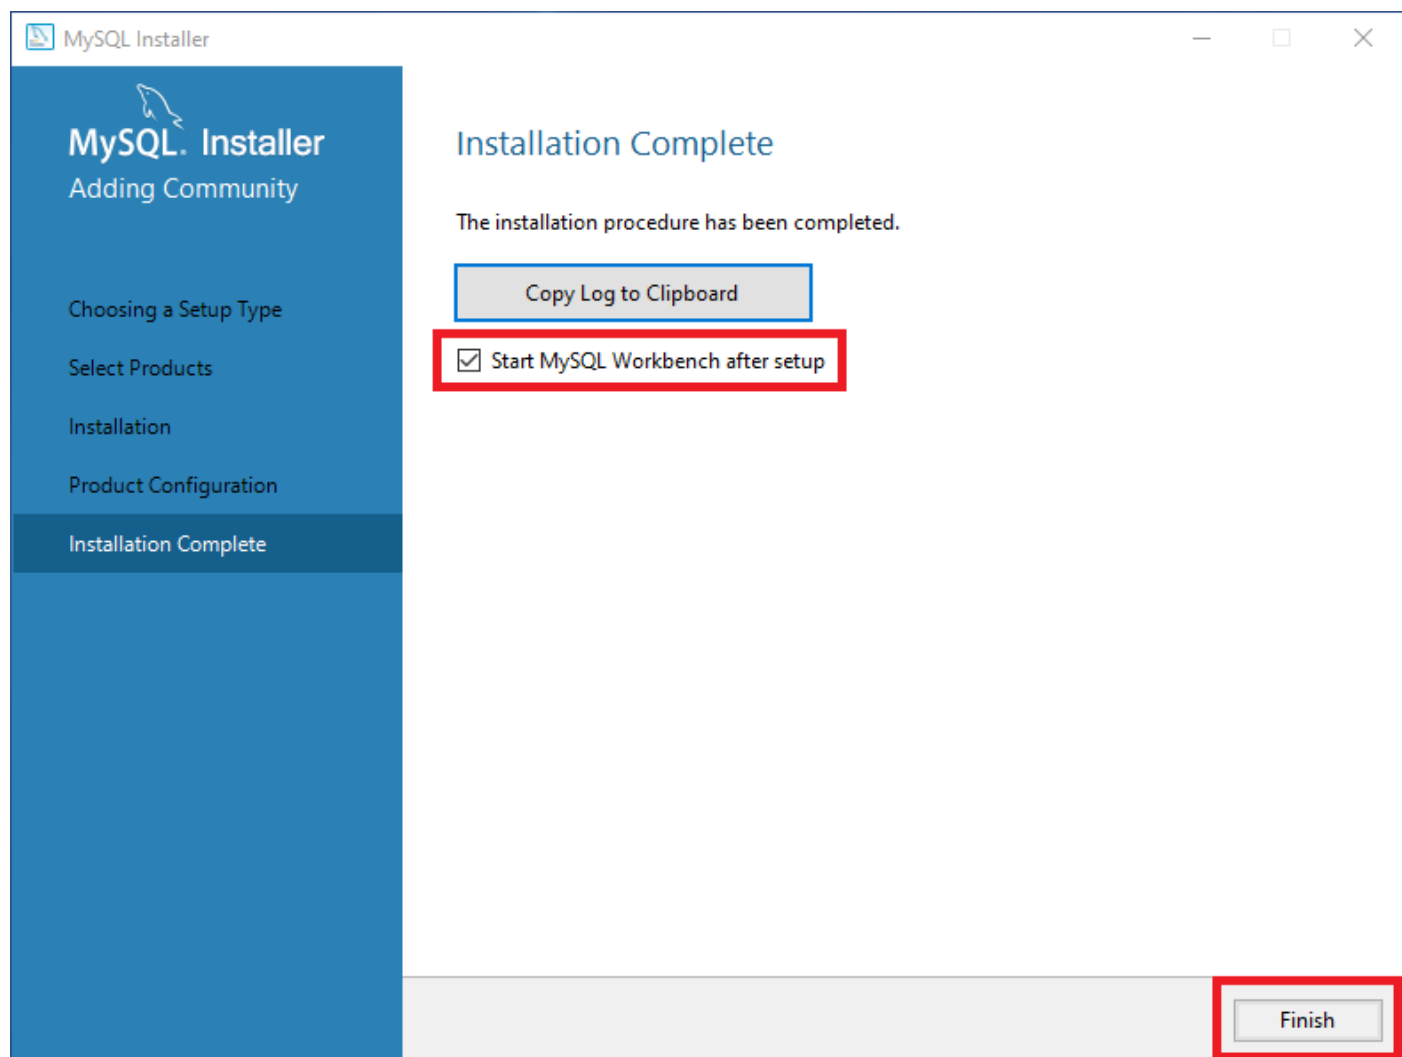 MySQL Installer
MySQL. Installer
Adding Community
Choosing a Setup Type
Select Products
Installation
Product Configuration
Installation Complete
Installation Complete
The installation procedure has been completed.
Copy Log to Clipboard
Start MySQL Workbench after setup
Finish